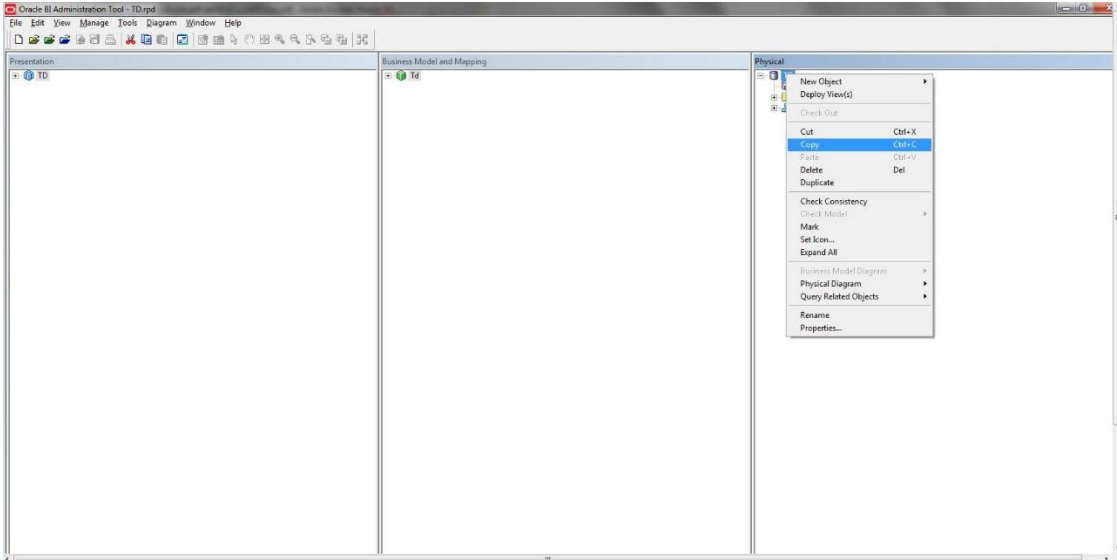 Oracle BI Administration Tool - TD.rpd
File Edit View Manage Tools Diagram Window Help
Presentation
TD
Business Model and Mapping
Td
Physical
New Object
Deploy View(s)
Check Out
Cut Ctrl+X
Copy Ctrl+C
Paste Ctrl+V
Delete Del
Duplicate
Check Consistency
Check Model
Mark
Set Icon...
Expand All
Business Model Diagram
Physical Diagram
Query Related Objects
Rename
Properties...